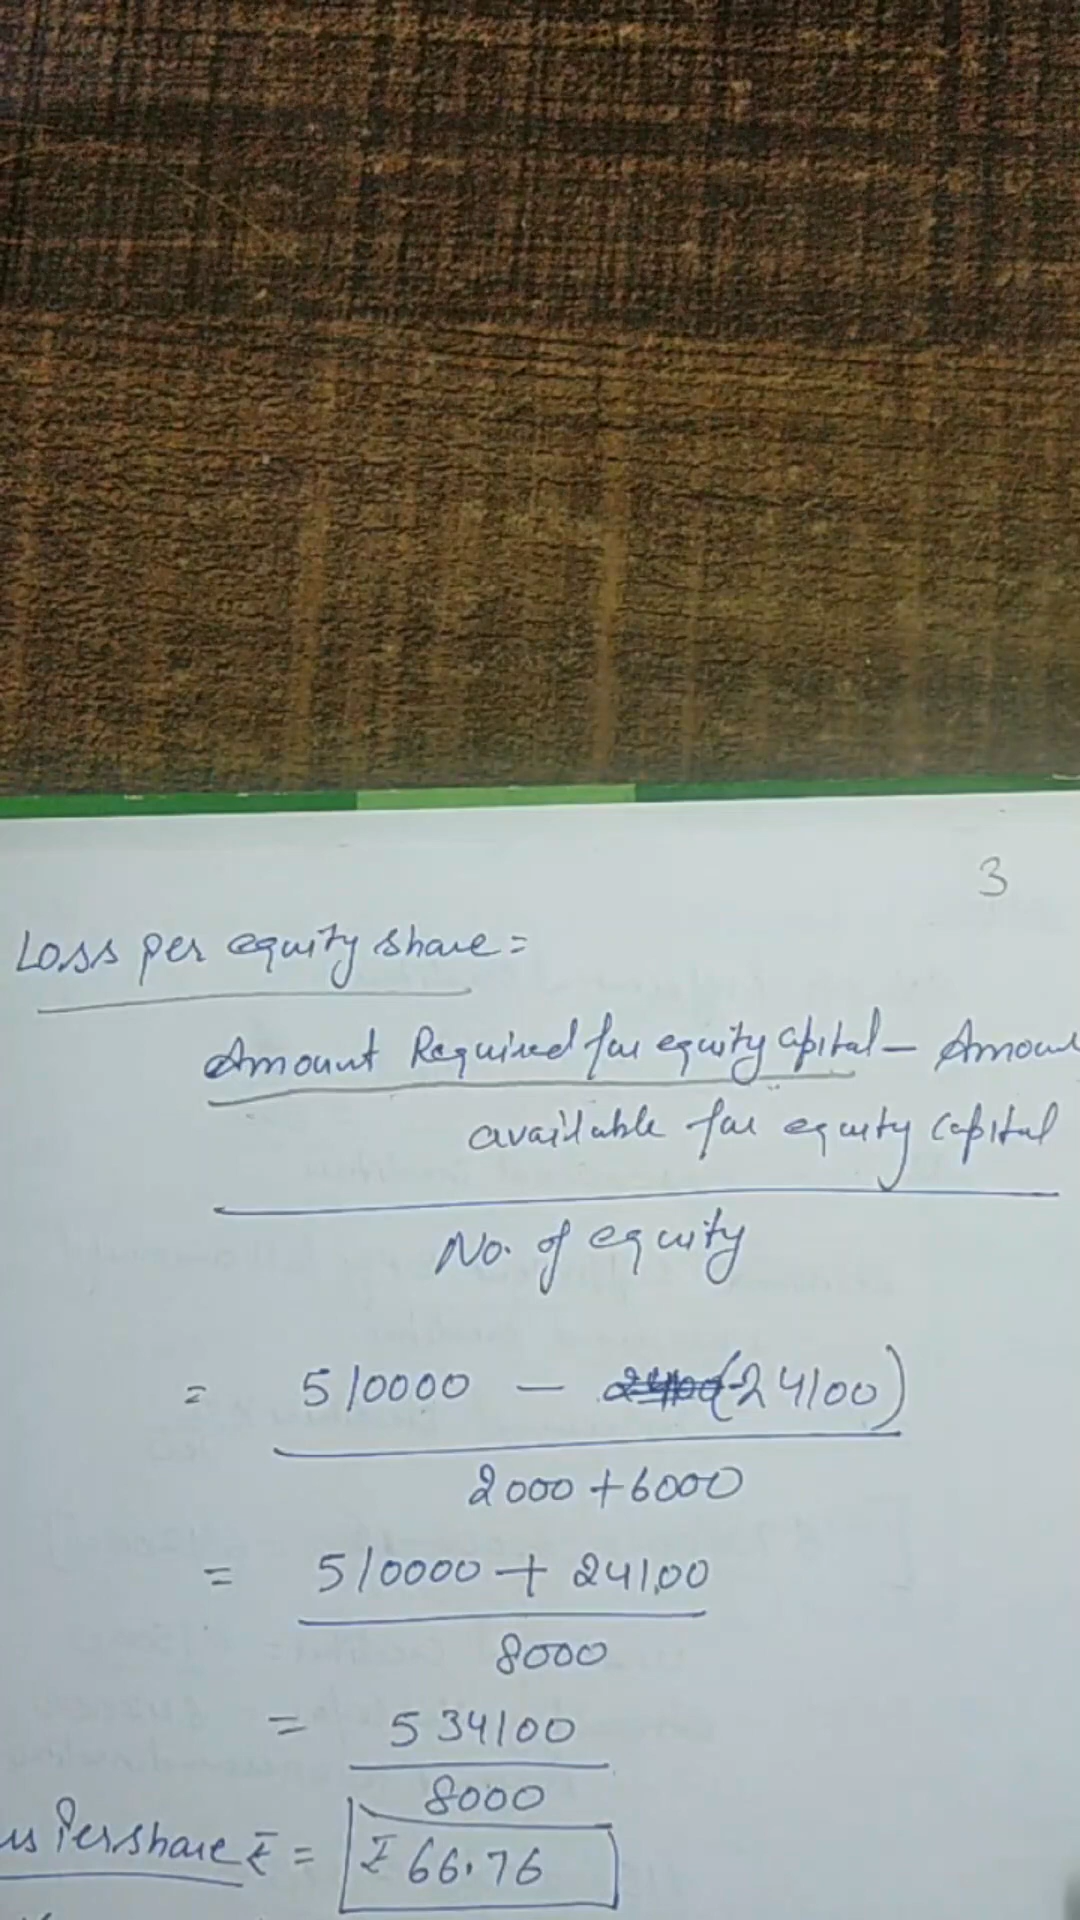 3
Loss per equity share =
Amount Required for equity capital - Amoun
available for equity capital
No. of equity
= 510000 - (-24100)
2000 + 6000
= 510000 + 24100
8000
= 534100
8000
Per share ₹ = ₹ 66.76